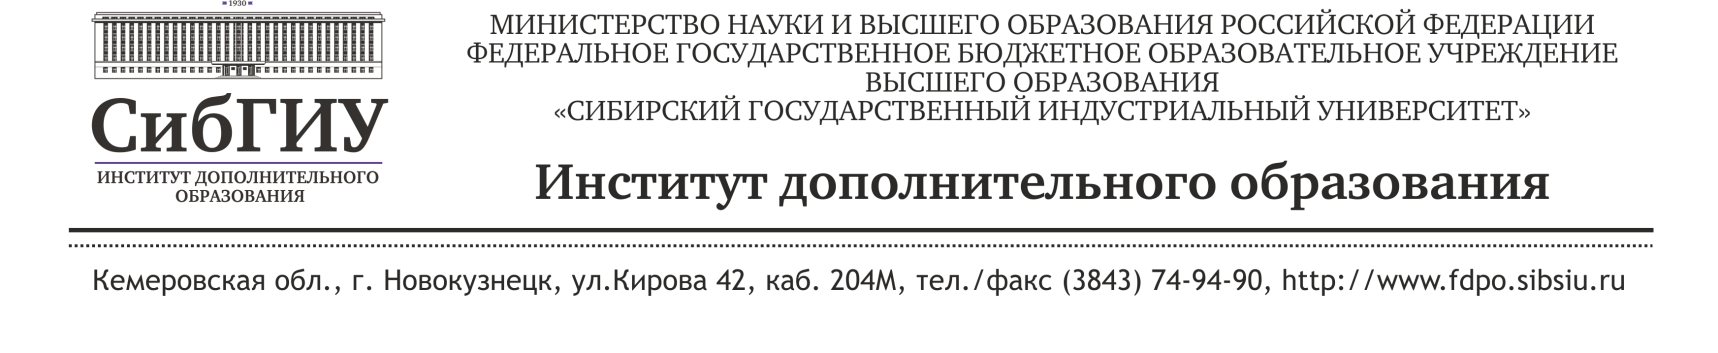 1930
СибГИУ
ИНСТИТУТ ДОПОЛНИТЕЛЬНОГО
ОБРАЗОВАНИЯ
МИНИСТЕРСТВО НАУКИ И ВЫСШЕГО ОБРАЗОВАНИЯ РОССИЙСКОЙ ФЕДЕРАЦИИ
ФЕДЕРАЛЬНОЕ ГОСУДАРСТВЕННОЕ БЮДЖЕТНОЕ ОБРАЗОВАТЕЛЬНОЕ УЧРЕЖДЕНИЕ
ВЫСШЕГО ОБРАЗОВАНИЯ
«СИБИРСКИЙ ГОСУДАРСТВЕННЫЙ ИНДУСТРИАЛЬНЫЙ УНИВЕРСИТЕТ»
Институт дополнительного образования
Кемеровская обл., г. Новокузнецк, ул.Кирова 42, каб. 204М, тел./факс (3843) 74-94-90, http://www.fdpo.sibsiu.ru